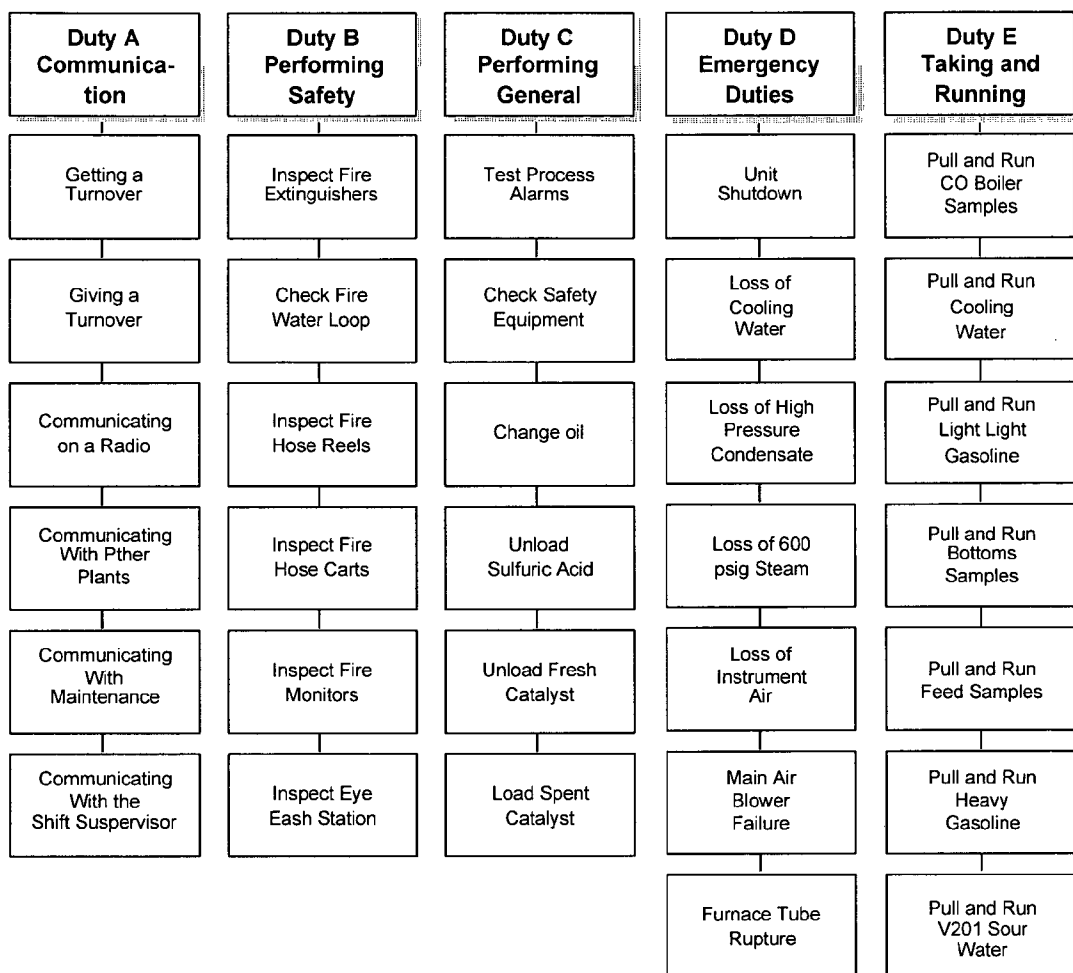 Duty A
Communica-
tion
Getting a
Turnover
Giving a
Turnover
Communicating
on a Radio
Communicating
With Pther
Plants
Communicating
With
Maintenance
Communicating
With the
Shift Suspervisor
Duty B
Performing
Safety
Inspect Fire
Extinguishers
Check Fire
Water Loop
Inspect Fire
Hose Reels
Inspect Fire
Hose Carts
Inspect Fire
Monitors
Inspect Eye
Eash Station
Duty C
Performing
General
Test Process
Alarms
Check Safety
Equipment
Change oil
Unload
Sulfuric Acid
Unload Fresh
Catalyst
Load Spent
Catalyst
Duty D
Emergency
Duties
Unit
Shutdown
Loss of
Cooling
Water
Loss of High
Pressure
Condensate
Loss of 600
psig Steam
Loss of
Instrument
Air
Main Air
Blower
Failure
Furnace Tube
Rupture
Duty E
Taking and
Running
Pull and Run
CO Boiler
Samples
Pull and Run
Cooling
Water
Pull and Run
Light Light
Gasoline
Pull and Run
Bottoms
Samples
Pull and Run
Feed Samples
Pull and Run
Heavy
Gasoline
Pull and Run
V201 Sour
Water